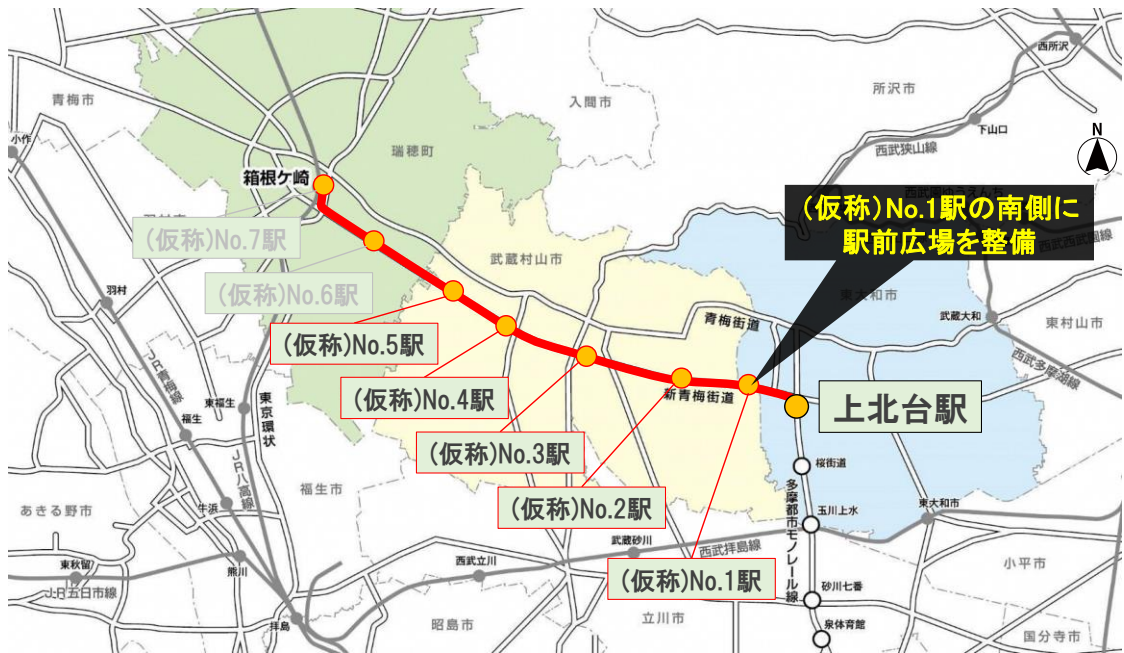 西所沢
青梅市
入間市
所沢市
小作
下山口
N
瑞穂町
西武狭山線
箱根ケ崎
(仮称)No.1駅の南側に
駅前広場を整備
(仮称)No.7駅
武蔵村山市
(仮称)No.6駅
東大和市
羽村
武蔵大和
東村山市
青梅街道
(仮称)No.5駅
西武多摩湖線
JR青梅線
(仮称)No.4駅
新青梅街道
上北台駅
東福生
東京環状
福生
(仮称)No.3駅
桜街道
JR八高線
福生市
多摩都市モノレール線
(仮称)No.2駅
牛浜
あきる野市
玉川上水
東大和市
武蔵砂川
西武拝島線
西武立川
熊川
東秋留
(仮称)No.1駅
小平市
JR五日市線
砂川七番
拝島
昭島市
立川市
泉体育館
国分寺市